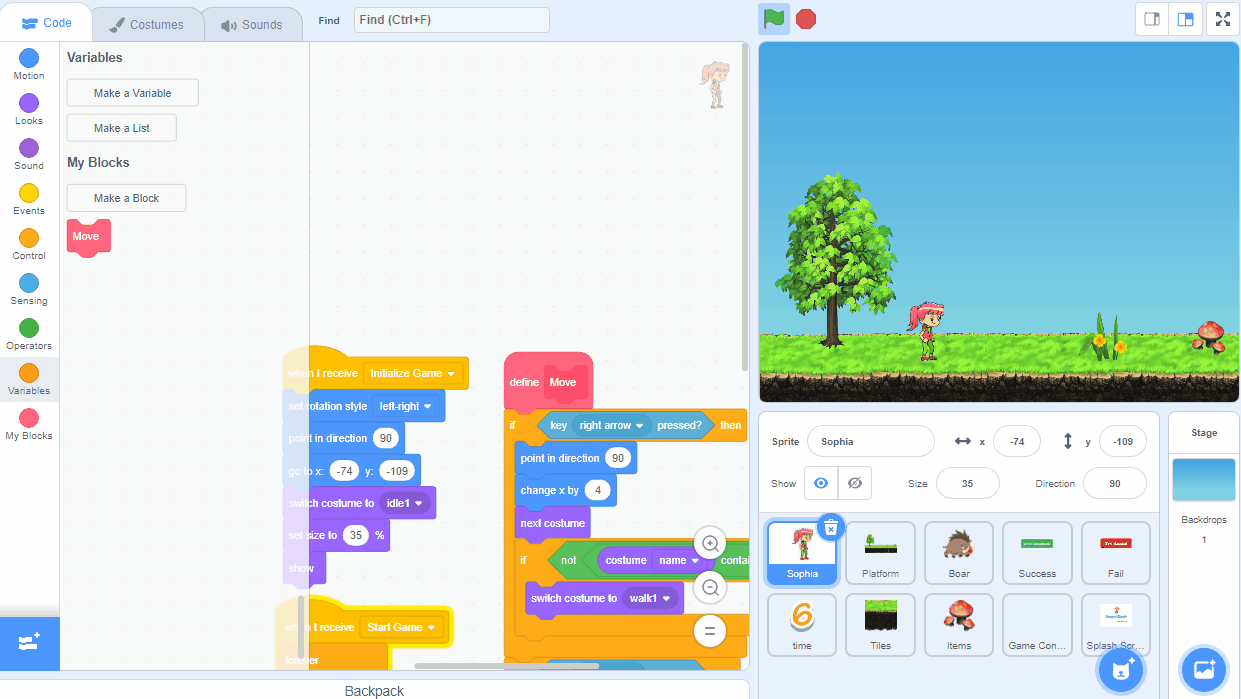 Code
Costumes
Sounds
Find
Find (Ctrl+F)
Motion
Looks
Sound
Events
Control
Sensing
Operators
Variables
My Blocks
Variables
Make a Variable
Make a List
My Blocks
Make a Block
Move
when I receive Initialize Game
set rotation style left-right
point in direction 90
go to x: -74 y: -109
switch costume to idle1
set size to 35 %
show
when I receive Start Game
forever
define Move
if key right arrow pressed? then
point in direction 90
change x by 4
next costume
if not costume name
switch costume to walk1
Backpack
Sprite Sophia x -74 y -109
Show Size 35 Direction 90
Sophia
Platform
Boar
Success
Fail
time
Tiles
Items
Game Con...
Splash Scr...
Stage
Backdrops
1